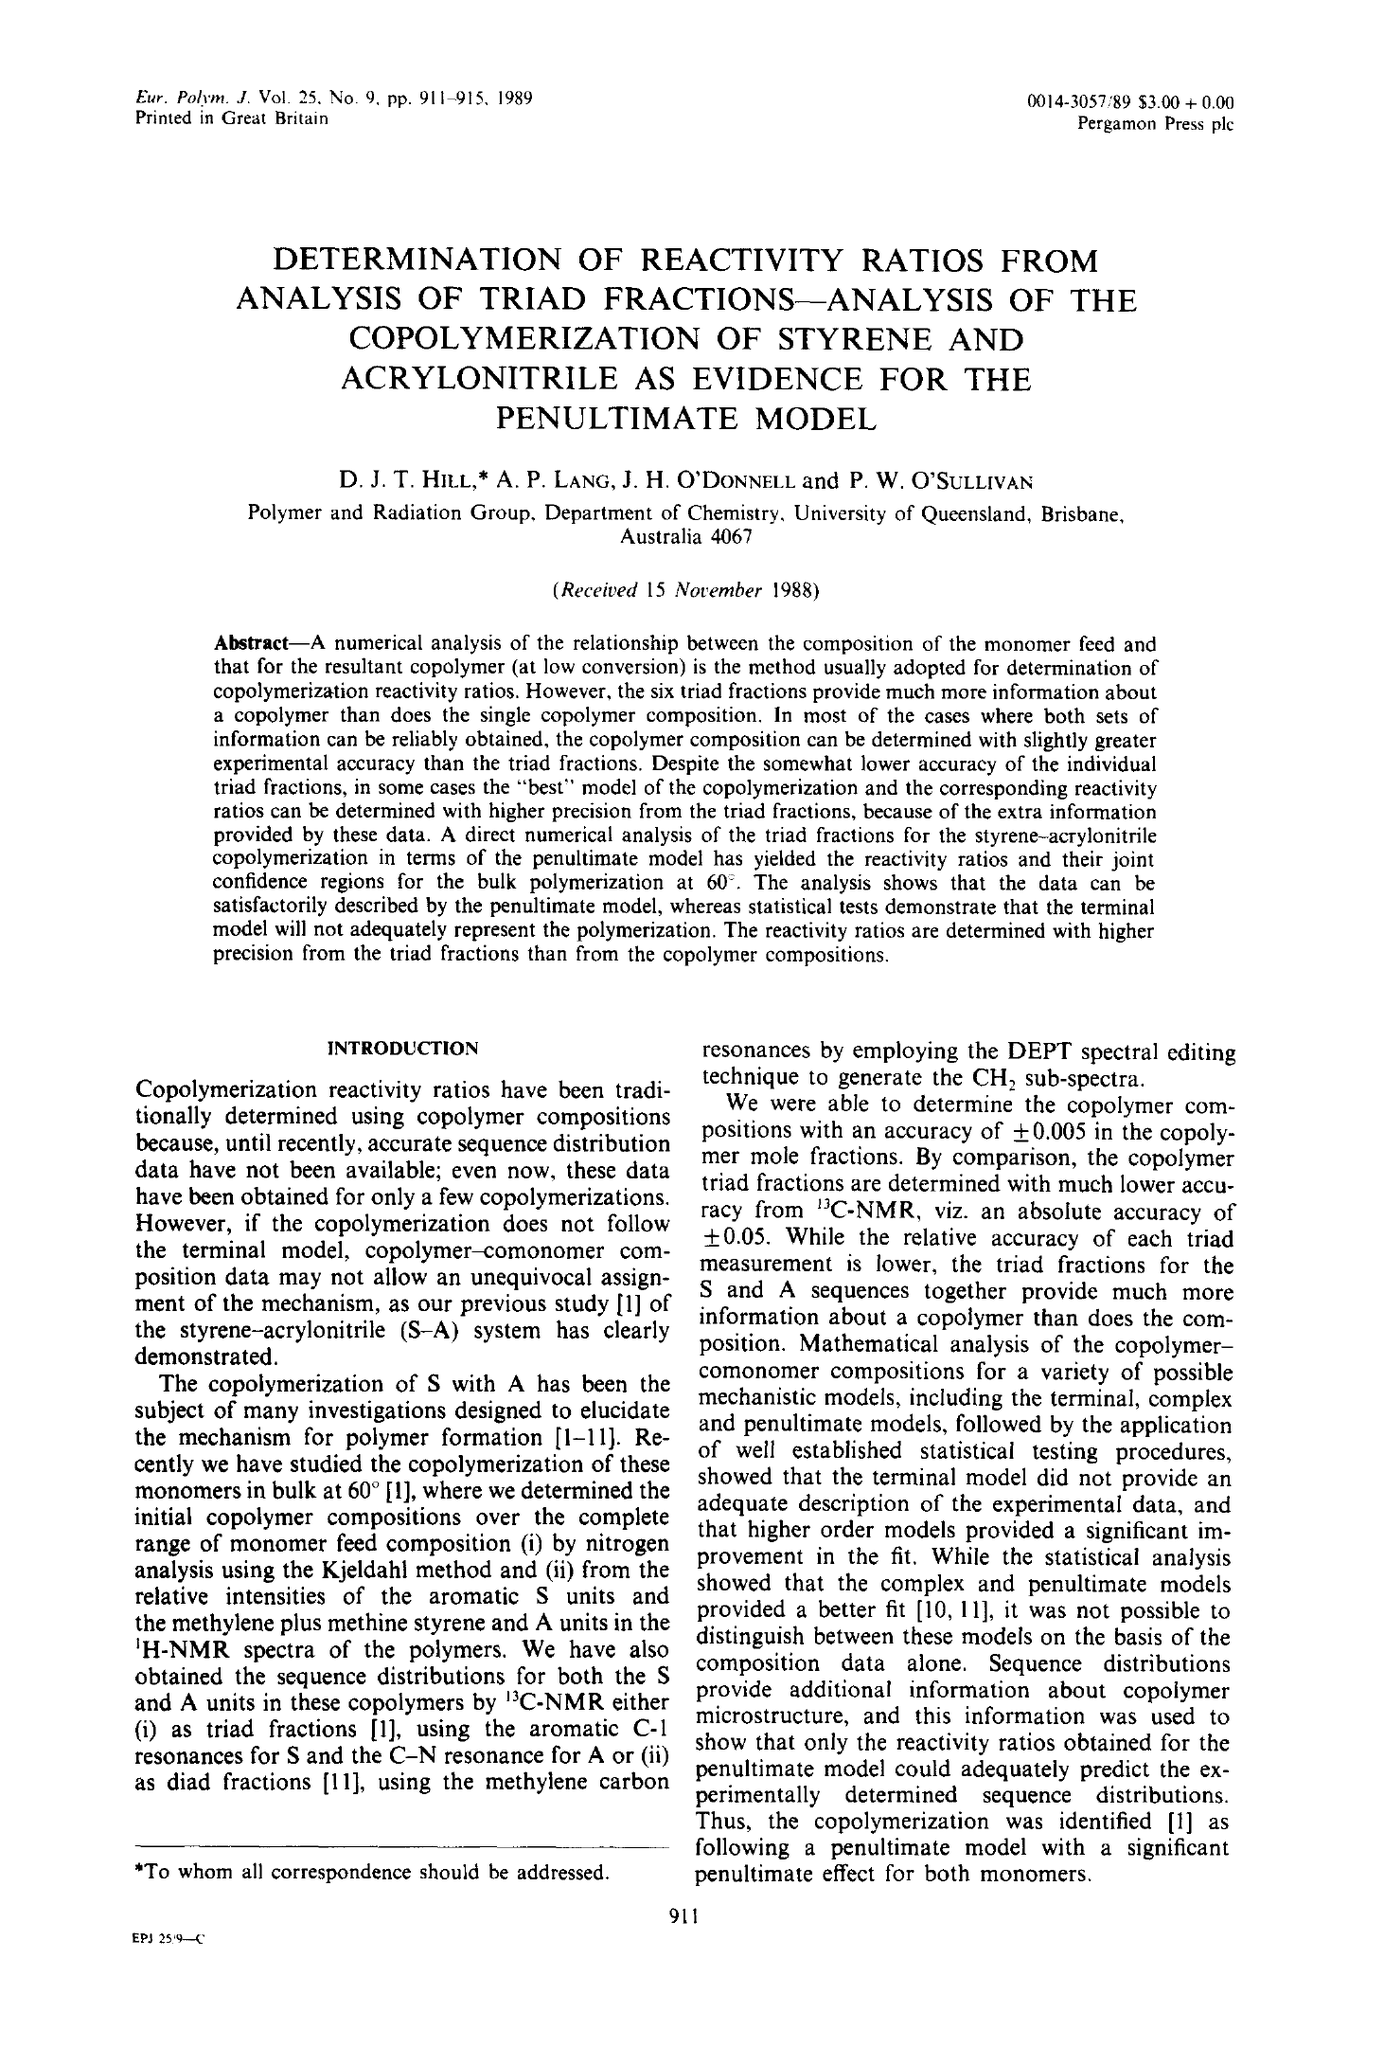 Eur. Polym. J. Vol. 25, No. 9, pp. 911–915, 1989
Printed in Great Britain
0014-3057/89 $3.00 + 0.00
Pergamon Press plc
DETERMINATION OF REACTIVITY RATIOS FROM
ANALYSIS OF TRIAD FRACTIONS—ANALYSIS OF THE
COPOLYMERIZATION OF STYRENE AND
ACRYLONITRILE AS EVIDENCE FOR THE
PENULTIMATE MODEL
D. J. T. HILL,* A. P. LANG, J. H. O'DONNELL and P. W. O'SULLIVAN
Polymer and Radiation Group, Department of Chemistry, University of Queensland, Brisbane,
Australia 4067
(Received 15 November 1988)
Abstract—A numerical analysis of the relationship between the composition of the monomer feed and
that for the resultant copolymer (at low conversion) is the method usually adopted for determination of
copolymerization reactivity ratios. However, the six triad fractions provide much more information about
a copolymer than does the single copolymer composition. In most of the cases where both sets of
information can be reliably obtained, the copolymer composition can be determined with slightly greater
experimental accuracy than the triad fractions. Despite the somewhat lower accuracy of the individual
triad fractions, in some cases the "best" model of the copolymerization and the corresponding reactivity
ratios can be determined with higher precision from the triad fractions, because of the extra information
provided by these data. A direct numerical analysis of the triad fractions for the styrene–acrylonitrile
copolymerization in terms of the penultimate model has yielded the reactivity ratios and their joint
confidence regions for the bulk polymerization at 60°. The analysis shows that the data can be
satisfactorily described by the penultimate model, whereas statistical tests demonstrate that the terminal
model will not adequately represent the polymerization. The reactivity ratios are determined with higher
precision from the triad fractions than from the copolymer compositions.
INTRODUCTION
Copolymerization reactivity ratios have been tradi-
tionally determined using copolymer compositions
because, until recently, accurate sequence distribution
data have not been available; even now, these data
have been obtained for only a few copolymerizations.
However, if the copolymerization does not follow
the terminal model, copolymer–comonomer com-
position data may not allow an unequivocal assign-
ment of the mechanism, as our previous study [1] of
the styrene–acrylonitrile (S–A) system has clearly
demonstrated.
The copolymerization of S with A has been the
subject of many investigations designed to elucidate
the mechanism for polymer formation [1–11]. Re-
cently we have studied the copolymerization of these
monomers in bulk at 60° [1], where we determined the
initial copolymer compositions over the complete
range of monomer feed composition (i) by nitrogen
analysis using the Kjeldahl method and (ii) from the
relative intensities of the aromatic S units and
the methylene plus methine styrene and A units in the
¹H-NMR spectra of the polymers. We have also
obtained the sequence distributions for both the S
and A units in these copolymers by ¹³C-NMR either
(i) as triad fractions [1], using the aromatic C-1
resonances for S and the C–N resonance for A or (ii)
as diad fractions [11], using the methylene carbon
*To whom all correspondence should be addressed.
resonances by employing the DEPT spectral editing
technique to generate the CH₂ sub-spectra.
We were able to determine the copolymer com-
positions with an accuracy of ±0.005 in the copoly-
mer mole fractions. By comparison, the copolymer
triad fractions are determined with much lower accu-
racy from ¹³C-NMR, viz. an absolute accuracy of
±0.05. While the relative accuracy of each triad
measurement is lower, the triad fractions for the
S and A sequences together provide much more
information about a copolymer than does the com-
position. Mathematical analysis of the copolymer–
comonomer compositions for a variety of possible
mechanistic models, including the terminal, complex
and penultimate models, followed by the application
of well established statistical testing procedures,
showed that the terminal model did not provide an
adequate description of the experimental data, and
that higher order models provided a significant im-
provement in the fit. While the statistical analysis
showed that the complex and penultimate models
provided a better fit [10, 11], it was not possible to
distinguish between these models on the basis of the
composition data alone. Sequence distributions
provide additional information about copolymer
microstructure, and this information was used to
show that only the reactivity ratios obtained for the
penultimate model could adequately predict the ex-
perimentally determined sequence distributions.
Thus, the copolymerization was identified [1] as
following a penultimate model with a significant
penultimate effect for both monomers.
911
EPJ 25/9—C